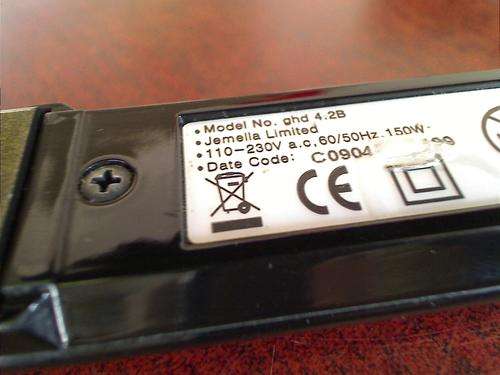 • Model No. ghd 4.2B
• Jemella Limited
• 110-230V a.c. 60/50Hz 150W
• Date Code: C0904
CE